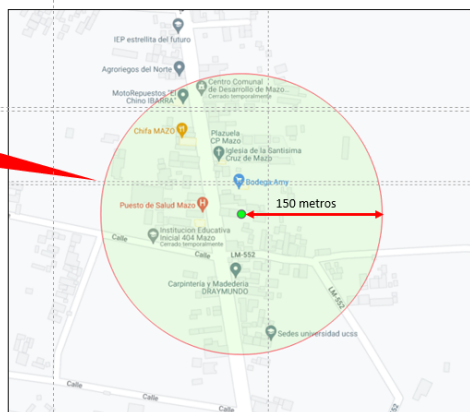 IEP estrellita del futuro
Agroriegos del Norte
MotoRepuestos "El
Chino IBARRA"
Centro Comunal
de Desarrollo de Mazo...
Cerrado temporalmente
Chifa MAZO
Plazuela
CP Mazo
Iglesia de la Santisima
Cruz de Mazo
Bodega Amy
Puesto de Salud Mazo
150 metros
Institucion Educativa
Inicial 404 Mazo
Cerrado temporalmente
Calle
LM-552
LM-552
Carpintería y Madederia
DRAYMUNDO
Sedes universidad ucss
Calle
Calle